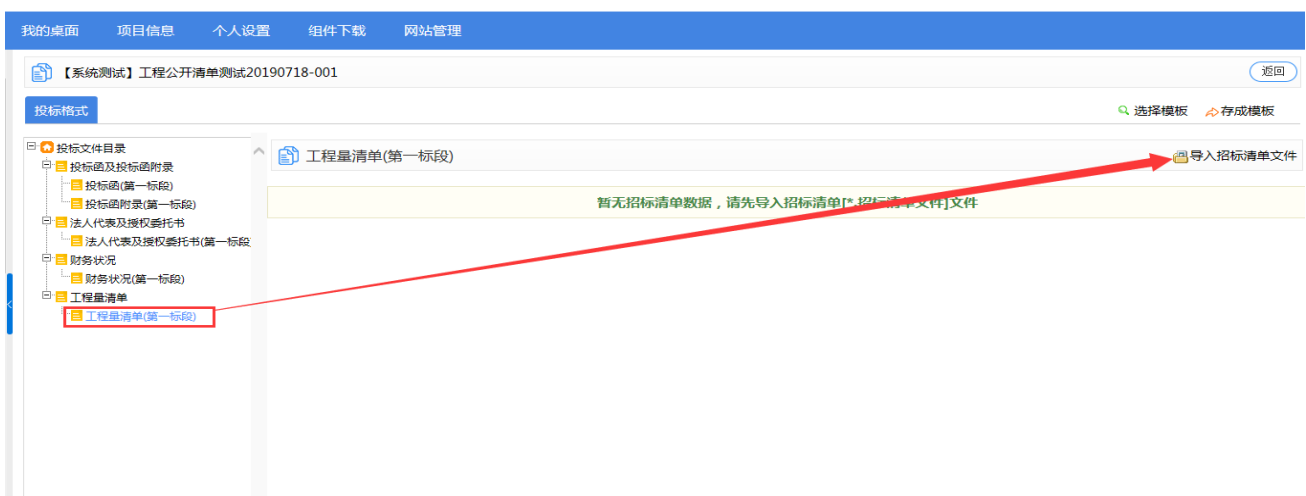 我的桌面 项目信息 个人设置 组件下载 网站管理
【系统测试】工程公开清单测试20190718-001 返回
投标格式 选择模板 存成模板
投标文件目录
投标函及投标函附录
投标函(第一标段)
投标函附录(第一标段)
法人代表及授权委托书
法人代表及授权委托书(第一标段
财务状况
财务状况(第一标段)
工程量清单
工程量清单(第一标段)
工程量清单(第一标段) 导入招标清单文件
暂无招标清单数据，请先导入招标清单[*.招标清单文件]文件